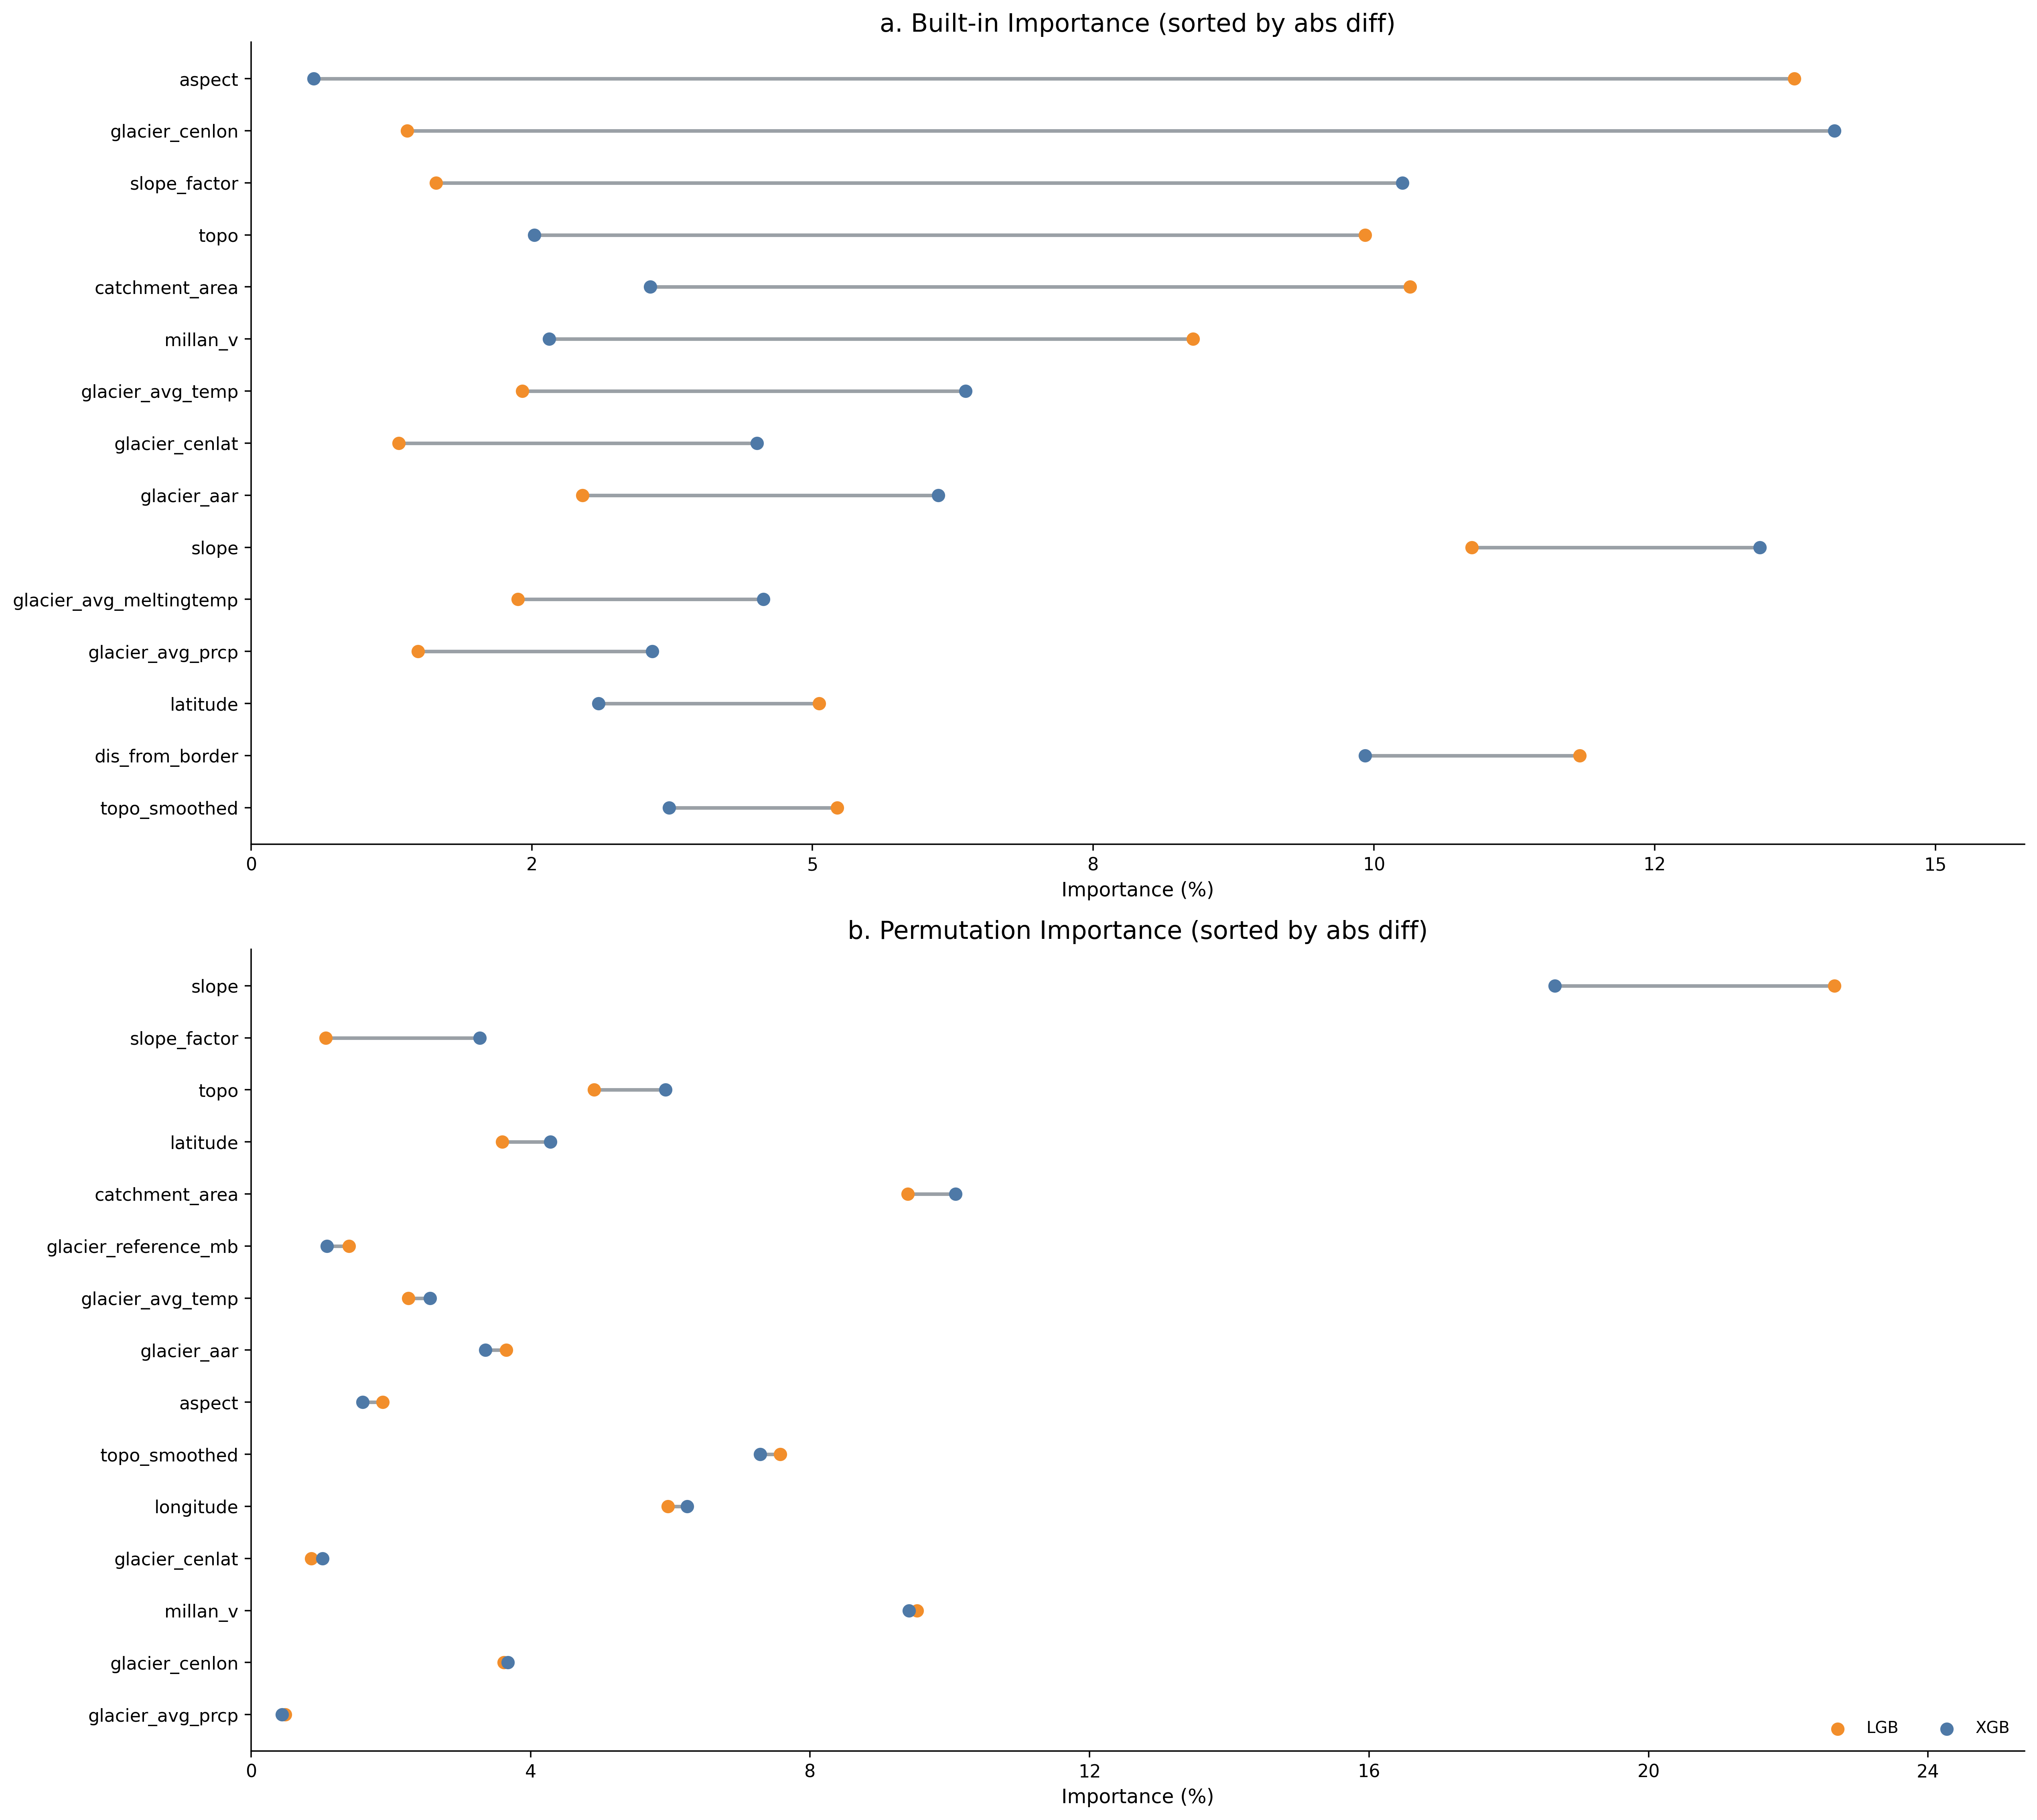 a. Built-in Importance (sorted by abs diff)
aspect
glacier_cenlon
slope_factor
topo
catchment_area
millan_v
glacier_avg_temp
glacier_cenlat
glacier_aar
slope
glacier_avg_meltingtemp
glacier_avg_prcp
latitude
dis_from_border
topo_smoothed
0 2 5 8 10 12 15
Importance (%)
b. Permutation Importance (sorted by abs diff)
slope
slope_factor
topo
latitude
catchment_area
glacier_reference_mb
glacier_avg_temp
glacier_aar
aspect
topo_smoothed
longitude
glacier_cenlat
millan_v
glacier_cenlon
glacier_avg_prcp
LGB XGB
0 4 8 12 16 20 24
Importance (%)